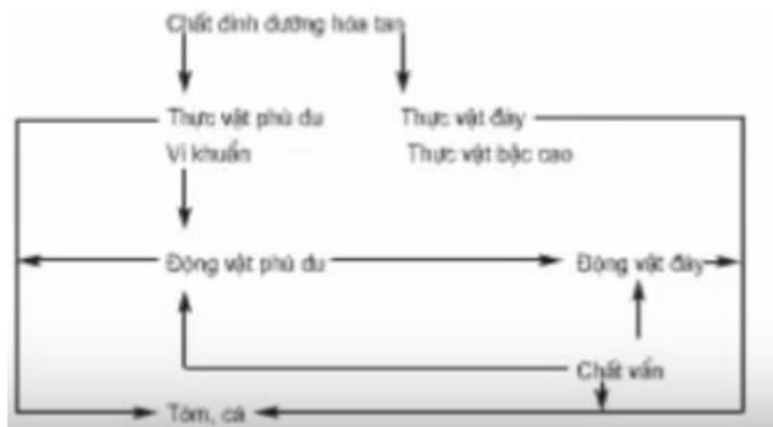 Chất dinh dưỡng hòa tan
Thực vật phù du Thực vật đáy
Vi khuẩn Thực vật bậc cao
Động vật phù du Động vật đáy
Chất vẩn
Tôm, cá